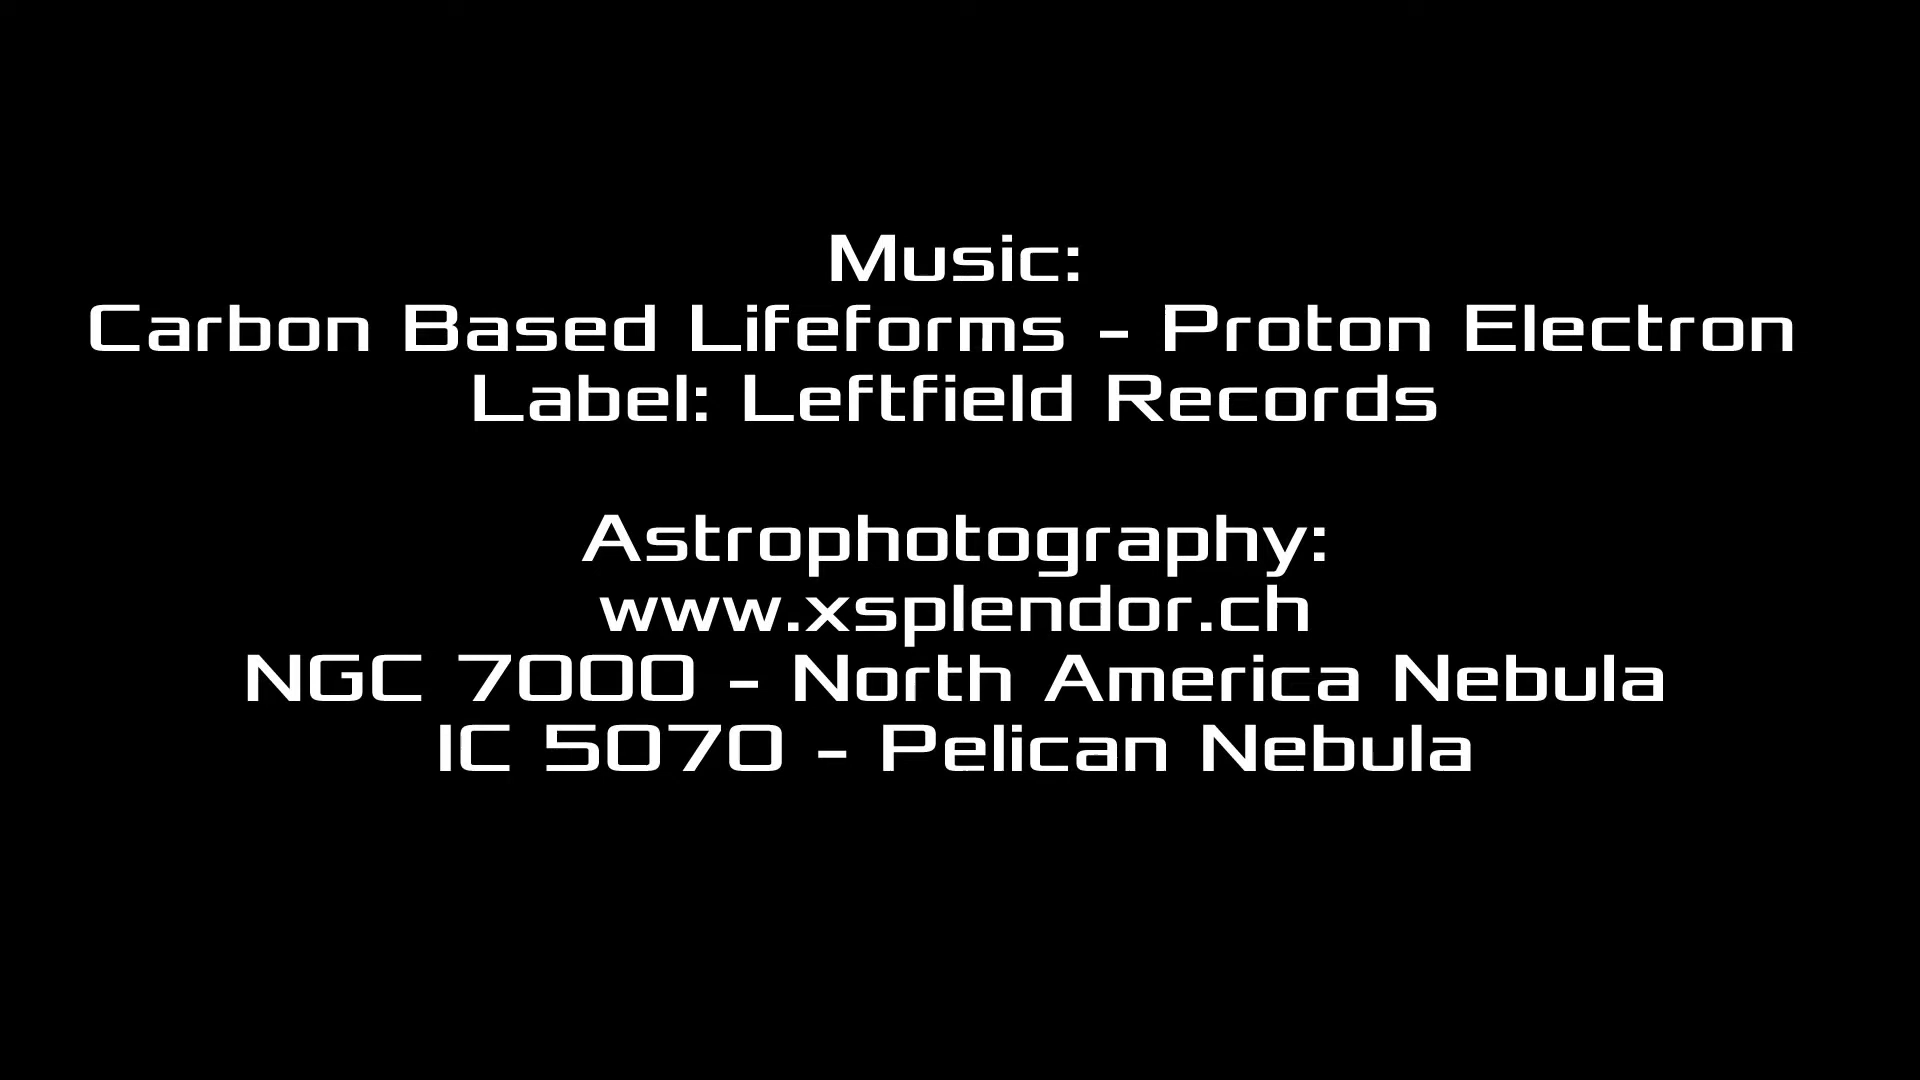 Music:
Carbon Based Lifeforms - Proton Electron
Label: Leftfield Records
Astrophotography:
www.xsplendor.ch
NGC 7000 - North America Nebula
IC 5070 - Pelican Nebula